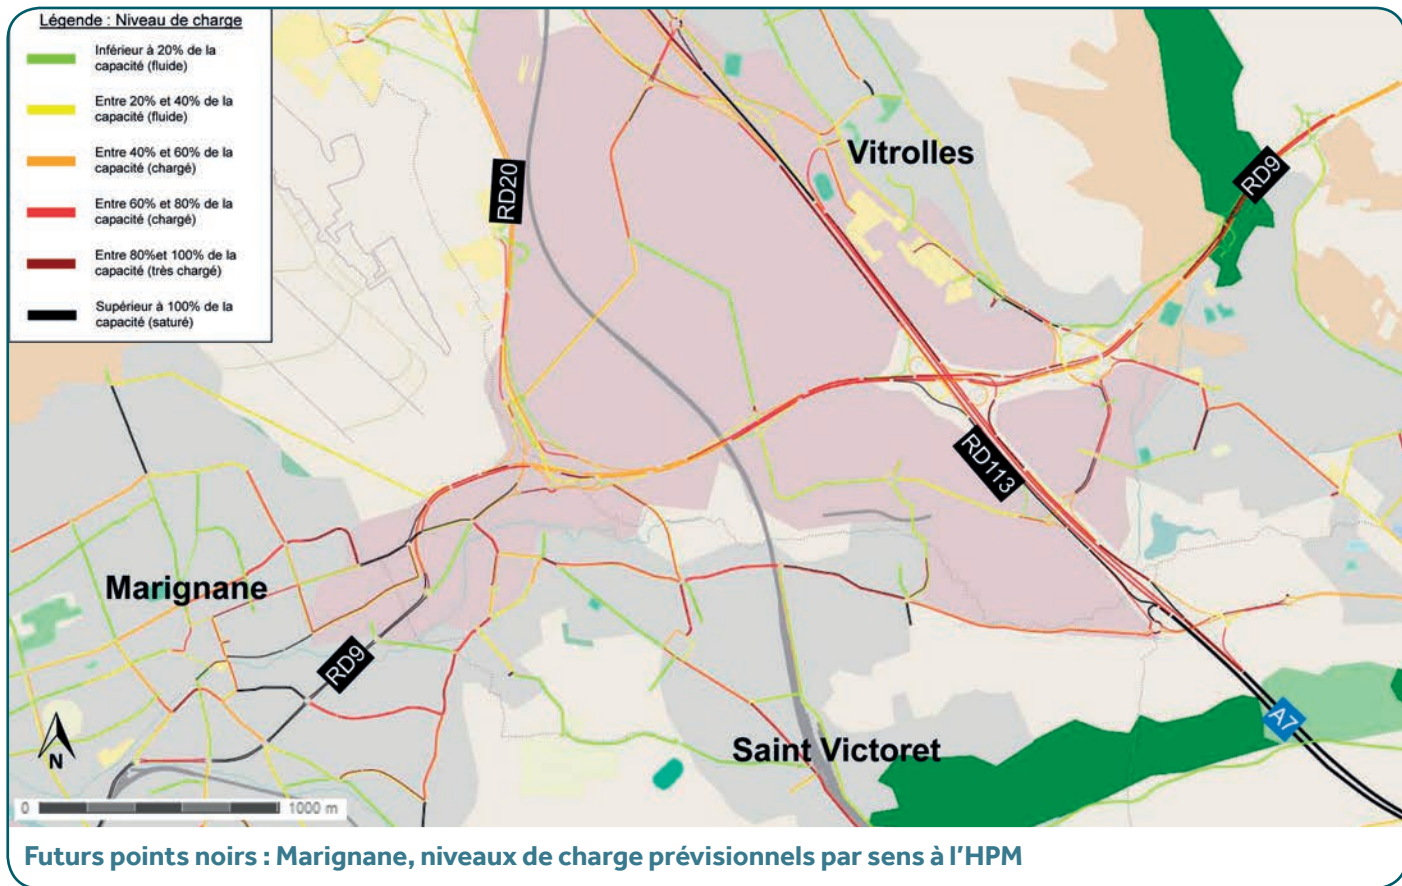 Légende : Niveau de charge
Inférieur à 20% de la
capacité (fluide)
Entre 20% et 40% de la
capacité (fluide)
Entre 40% et 60% de la
capacité (chargé)
Entre 60% et 80% de la
capacité (chargé)
Entre 80%et 100% de la
capacité (très chargé)
Supérieur à 100% de la
capacité (saturé)
Vitrolles
RD20
RD9
RD113
Marignane
RD9
A7
Saint Victoret
N
0 1000 m
Futurs points noirs : Marignane, niveaux de charge prévisionnels par sens à l’HPM